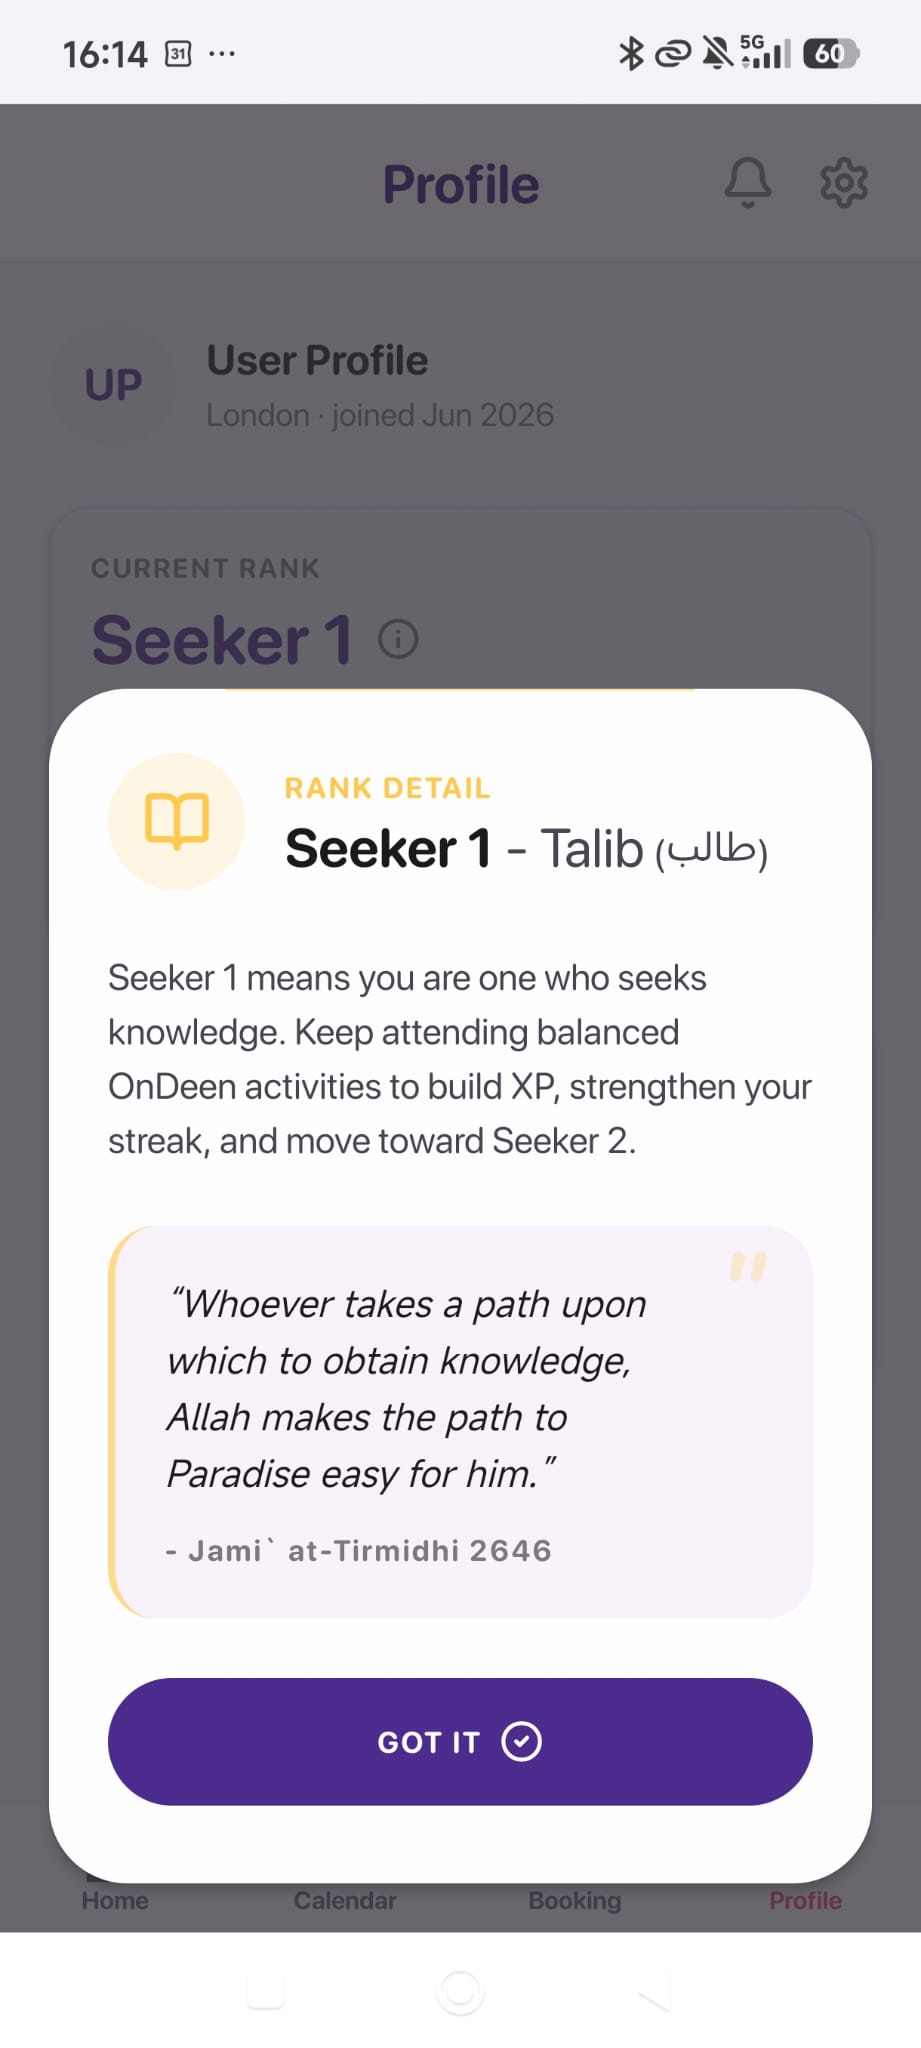 16:14 31 ...
5G 60
Profile
UP
User Profile
London · joined Jun 2026
CURRENT RANK
Seeker 1
RANK DETAIL
Seeker 1 - Talib (طالب)
Seeker 1 means you are one who seeks
knowledge. Keep attending balanced
OnDeen activities to build XP, strengthen your
streak, and move toward Seeker 2.
“Whoever takes a path upon
which to obtain knowledge,
Allah makes the path to
Paradise easy for him.”
- Jami` at-Tirmidhi 2646
GOT IT
Home Calendar Booking Profile